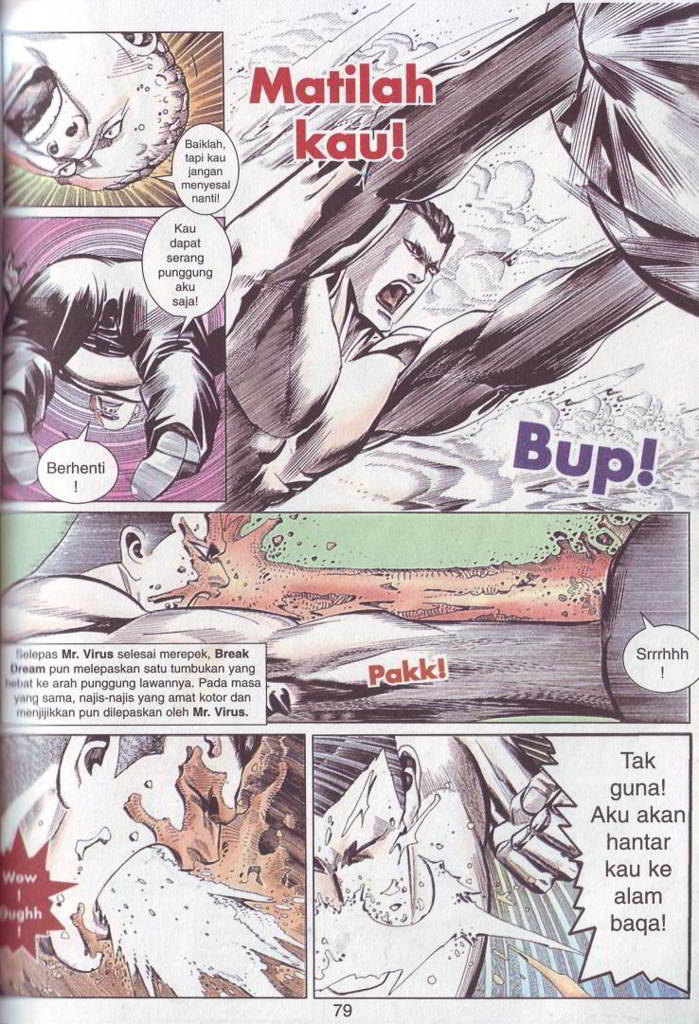 Baiklah,
tapi kau
jangan
menyesal
nanti!
Matilah
kau!
Kau
dapat
serang
punggung
aku
saja!
Berhenti
!
Bup!
Selepas Mr. Virus selesai merepek, Break
Dream pun melepaskan satu tumbukan yang
hebat ke arah punggung lawannya. Pada masa
yang sama, najis-najis yang amat kotor dan
menjijikkan pun dilepaskan oleh Mr. Virus.
Pakk!
Srrrhhh
!
Wow
!
Oughh
!
Tak
guna!
Aku akan
hantar
kau ke
alam
baqa!
79